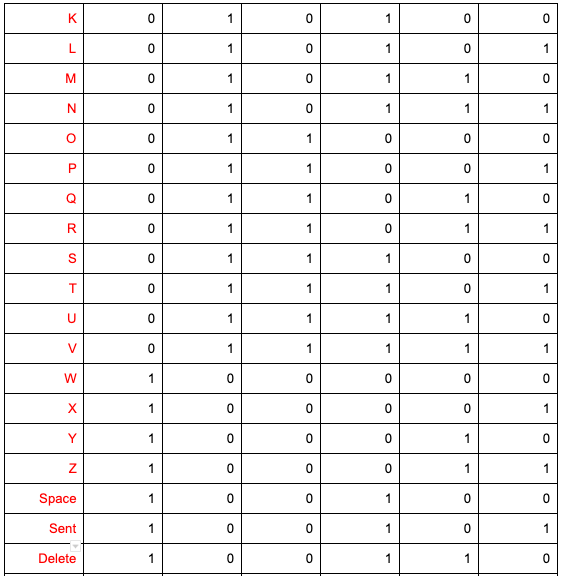 K 0 1 0 1 0 0
L 0 1 0 1 0 1
M 0 1 0 1 1 0
N 0 1 0 1 1 1
O 0 1 1 0 0 0
P 0 1 1 0 0 1
Q 0 1 1 0 1 0
R 0 1 1 0 1 1
S 0 1 1 1 0 0
T 0 1 1 1 0 1
U 0 1 1 1 1 0
V 0 1 1 1 1 1
W 1 0 0 0 0 0
X 1 0 0 0 0 1
Y 1 0 0 0 1 0
Z 1 0 0 0 1 1
Space 1 0 0 1 0 0
Sent 1 0 0 1 0 1
Delete 1 0 0 1 1 0